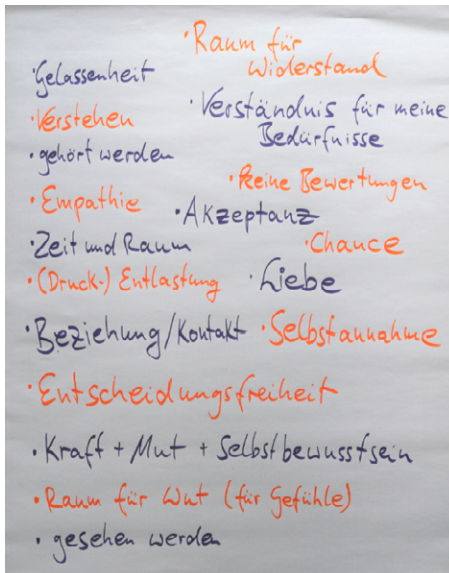 · Raum für
Widerstand
· Gelassenheit
· Verstehen
· Verständnis für meine
Bedürfnisse
· gehört werden
· keine Bewertungen
· Empathie
· Akzeptanz
· Zeit und Raum
· Chance
· (Druck-) Entlastung
· Liebe
· Beziehung/Kontakt
· Selbstannahme
· Entscheidungsfreiheit
· Kraft + Mut + Selbstbewusstsein
· Raum für Wut (für Gefühle)
· gesehen werden